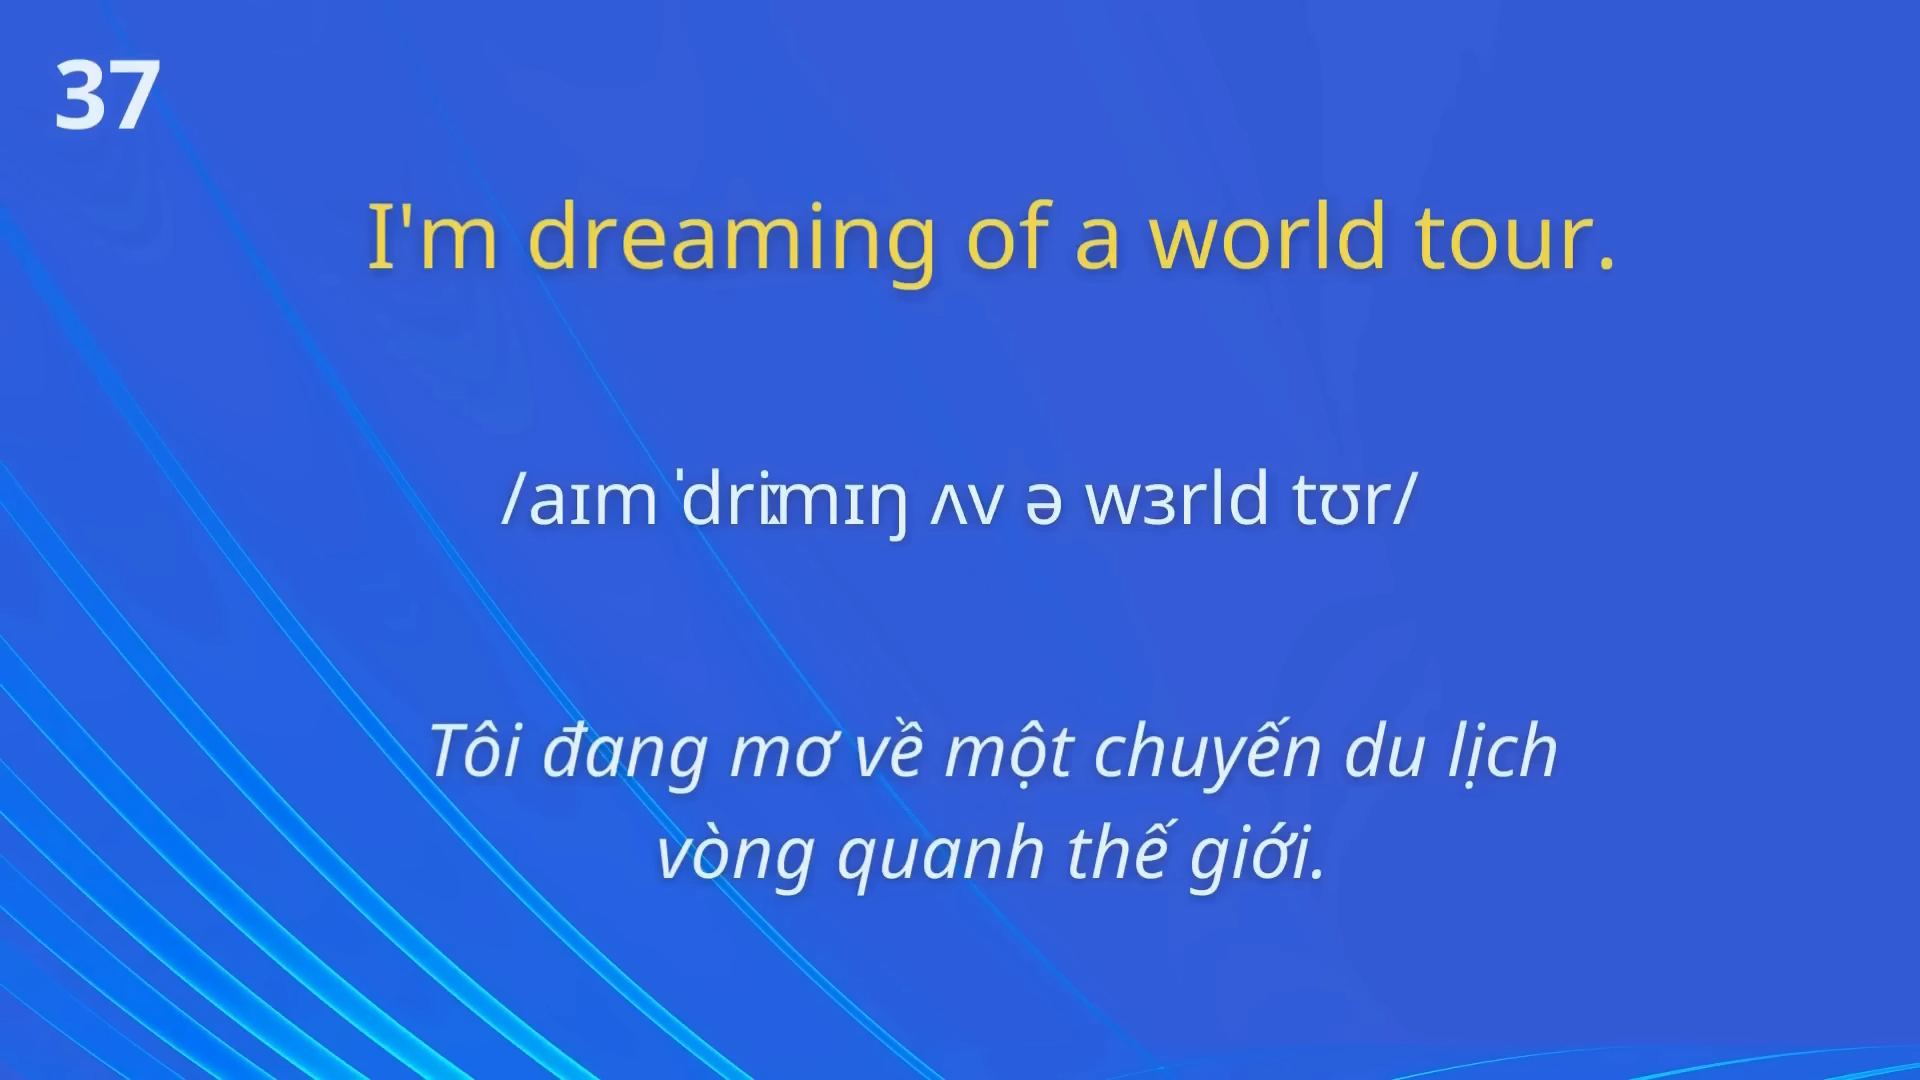 37
I'm dreaming of a world tour.
/aɪm ˈdriːmɪŋ ʌv ə wɜrld tʊr/
Tôi đang mơ về một chuyến du lịch
vòng quanh thế giới.